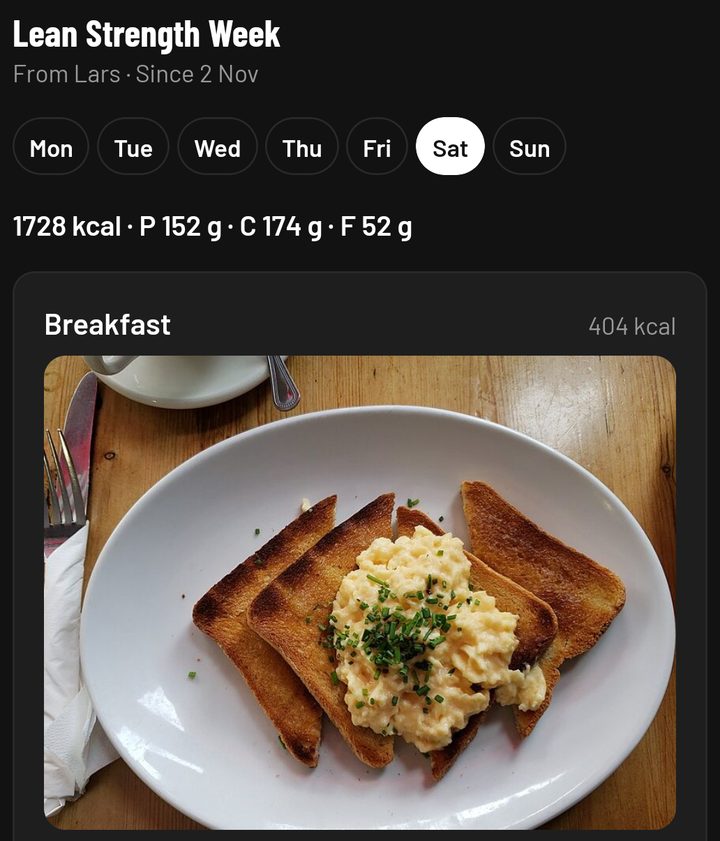 Lean Strength Week
From Lars · Since 2 Nov
Mon Tue Wed Thu Fri Sat Sun
1728 kcal · P 152 g · C 174 g · F 52 g
Breakfast 404 kcal